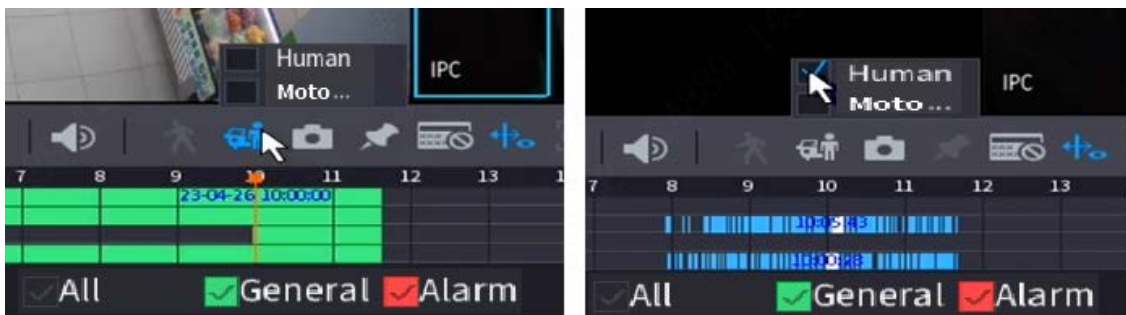 Human
Moto...
IPC
7 8 9 10 11 12 13 1
23-04-26 10:00:00
All General Alarm
Human
Moto...
IPC
7 8 9 10 11 12 13
All General Alarm